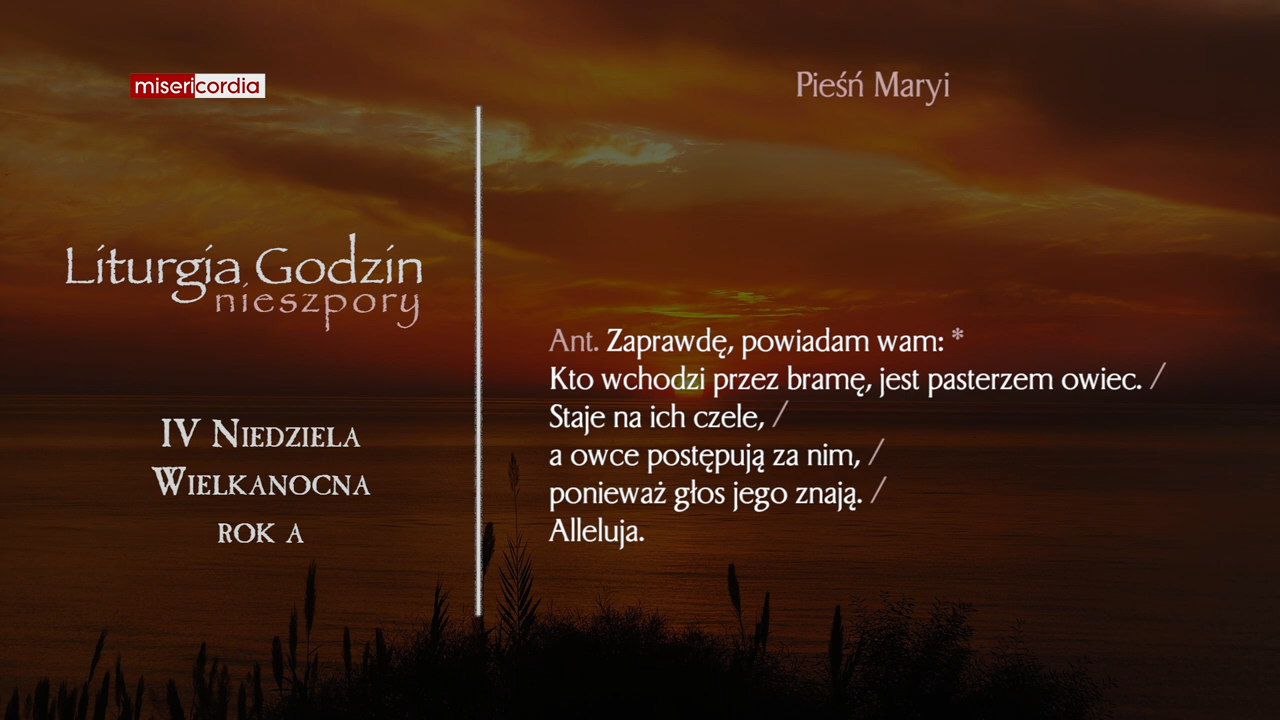 misericordia
Pieśń Maryi
Liturgia Godzin
nieszpory
IV Niedziela
Wielkanocna
rok A
Ant. Zaprawdę, powiadam wam: *
Kto wchodzi przez bramę, jest pasterzem owiec. /
Staje na ich czele, /
a owce postępują za nim, /
ponieważ głos jego znają. /
Alleluja.